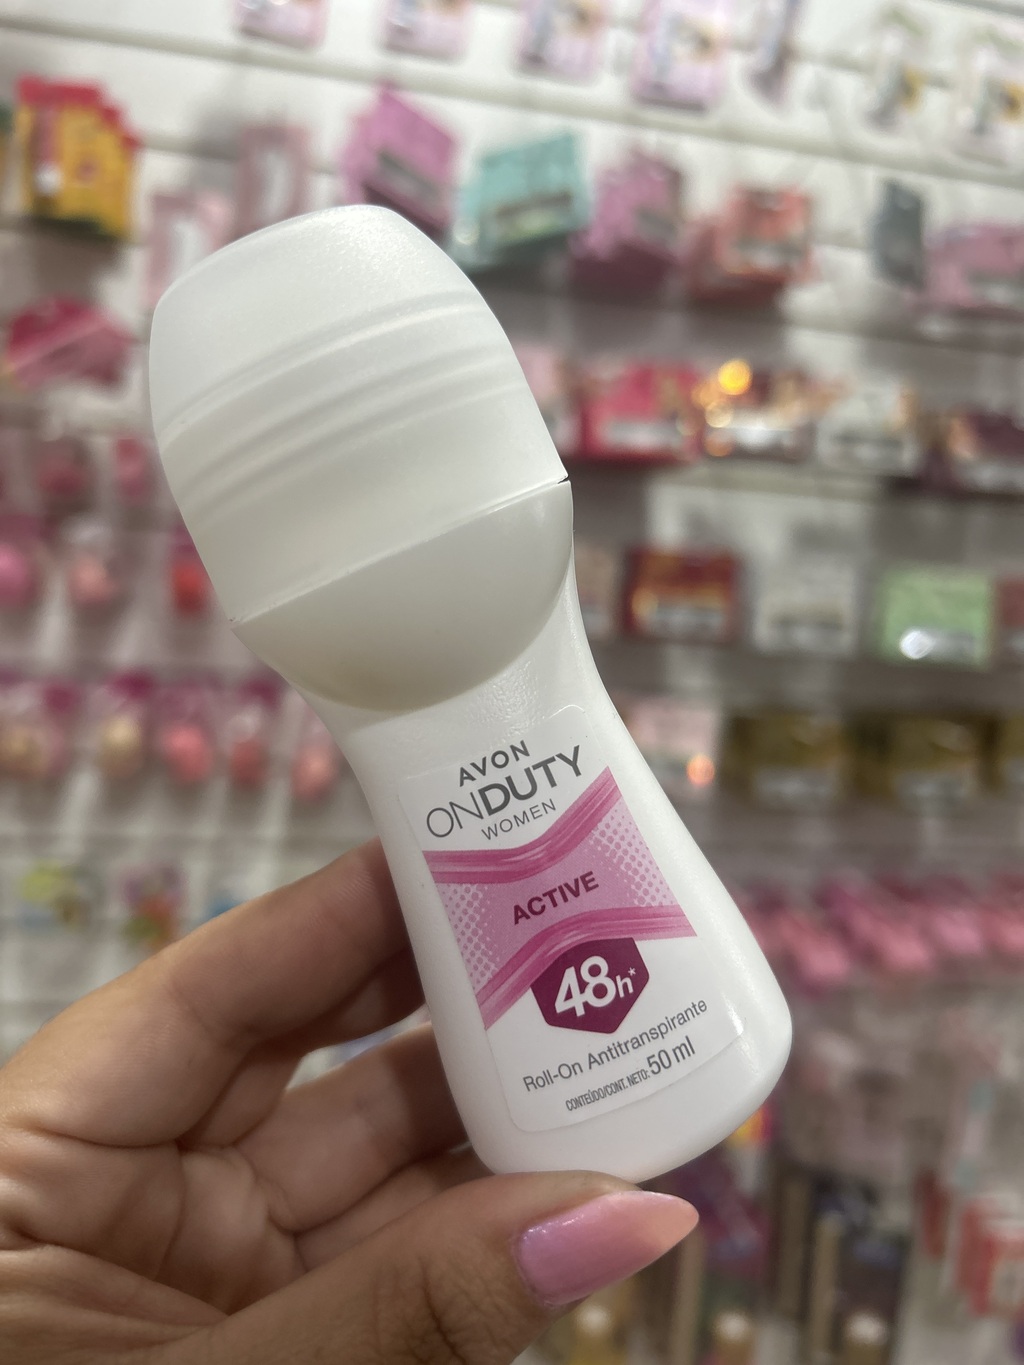 AVON
ONDUTY
WOMEN
ACTIVE
48h*
Roll-On Antitranspirante
CONTEÚDO/CONT. NETO: 50 ml